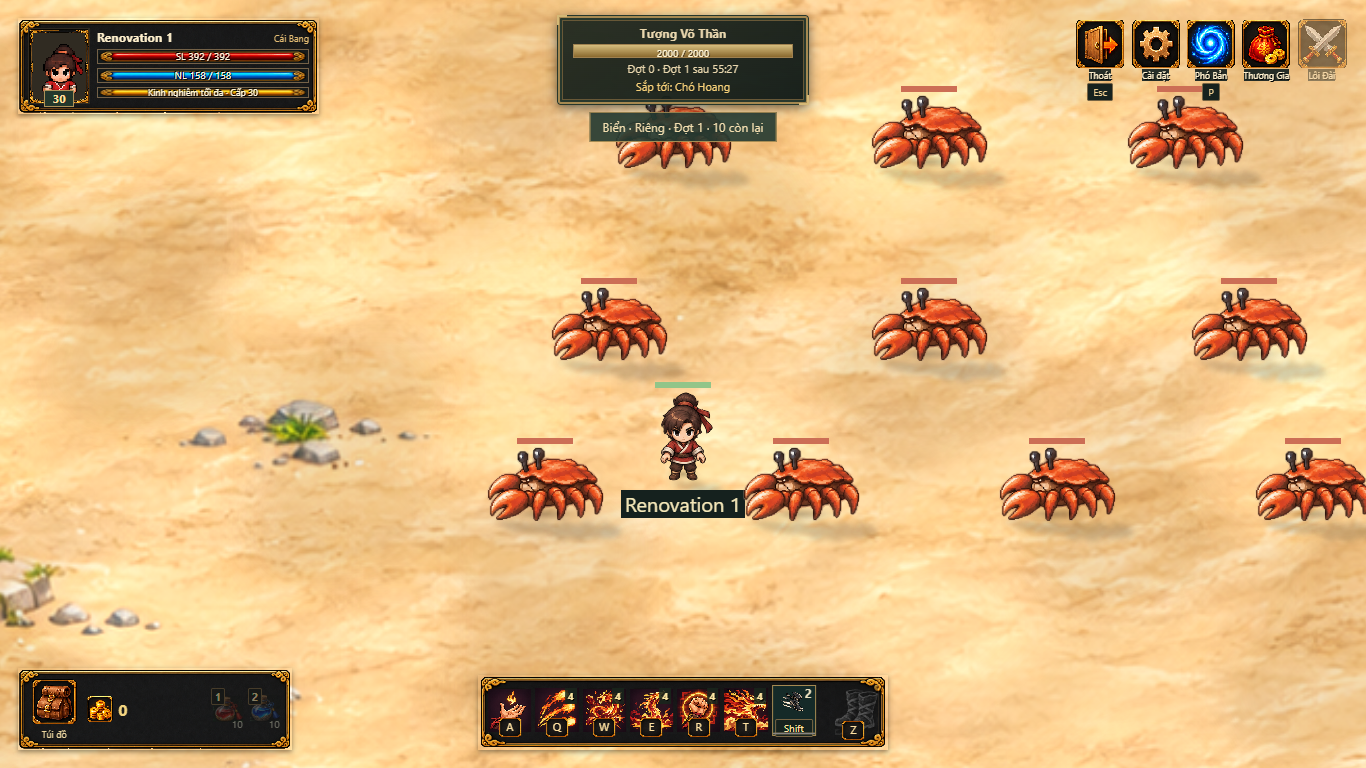 Renovation 1
Cái Bang
SL 392 / 392
NL 158 / 158
Kinh nghiệm tối đa · Cấp 30
30
Tượng Võ Thần
2000 / 2000
Đợt 0 · Đợt 1 sau 55:27
Sắp tới: Chó Hoang
Biển · Riêng · Đợt 1 · 10 còn lại
Thoát
Cài đặt
Phó Bản
Thương Gia
Lôi Đài
Esc
P
Renovation 1
Túi đồ
0
1
10
2
10
A
4
Q
4
W
4
E
4
R
4
T
2
Shift
Z